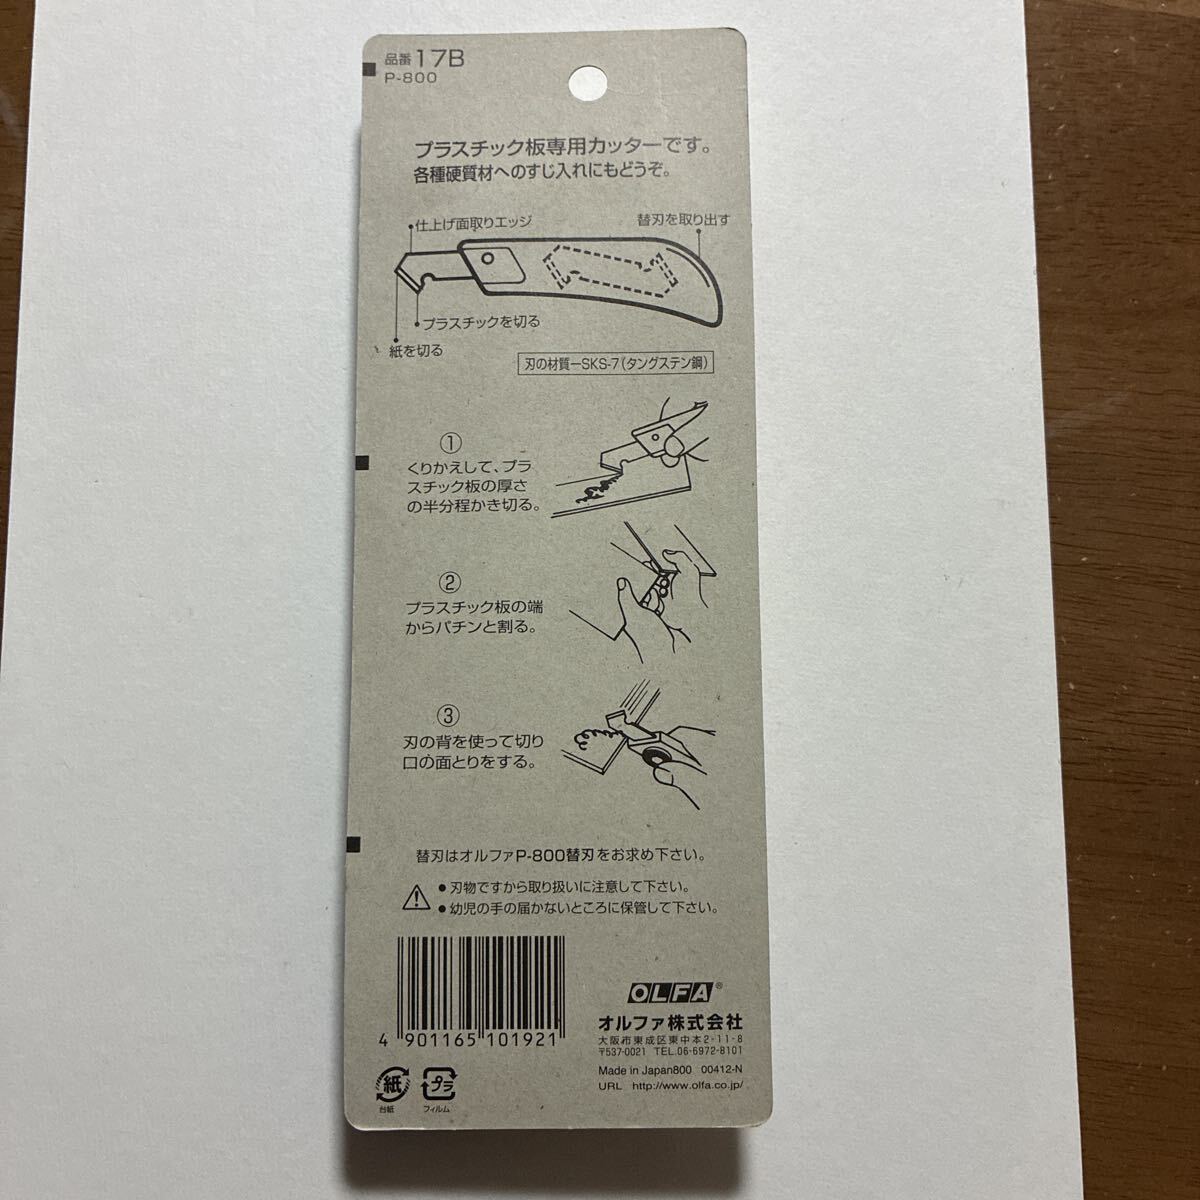 品番17B
P-800
プラスチック板専用カッターです。
各種硬質材へのすじ入れにもどうぞ。
仕上げ面取りエッジ
替刃を取り出す
プラスチックを切る
紙を切る
刃の材質ーSKS-7(タングステン鋼)
①
くりかえして、プラ
スチック板の厚さ
の半分程かき切る。
②
プラスチック板の端
からパチンと割る。
③
刃の背を使って切り
口の面とりをする。
替刃はオルファP-800替刃をお求め下さい。
●刃物ですから取り扱いに注意して下さい。
●幼児の手の届かないところに保管して下さい。
4 901165 101921
OLFA®
オルファ株式会社
大阪市東成区東中本2-11-8
〒537-0021 TEL.06-6972-8101
Made in Japan800 00412-N
URL http://www.olfa.co.jp/
紙
台紙
プラ
フィルム